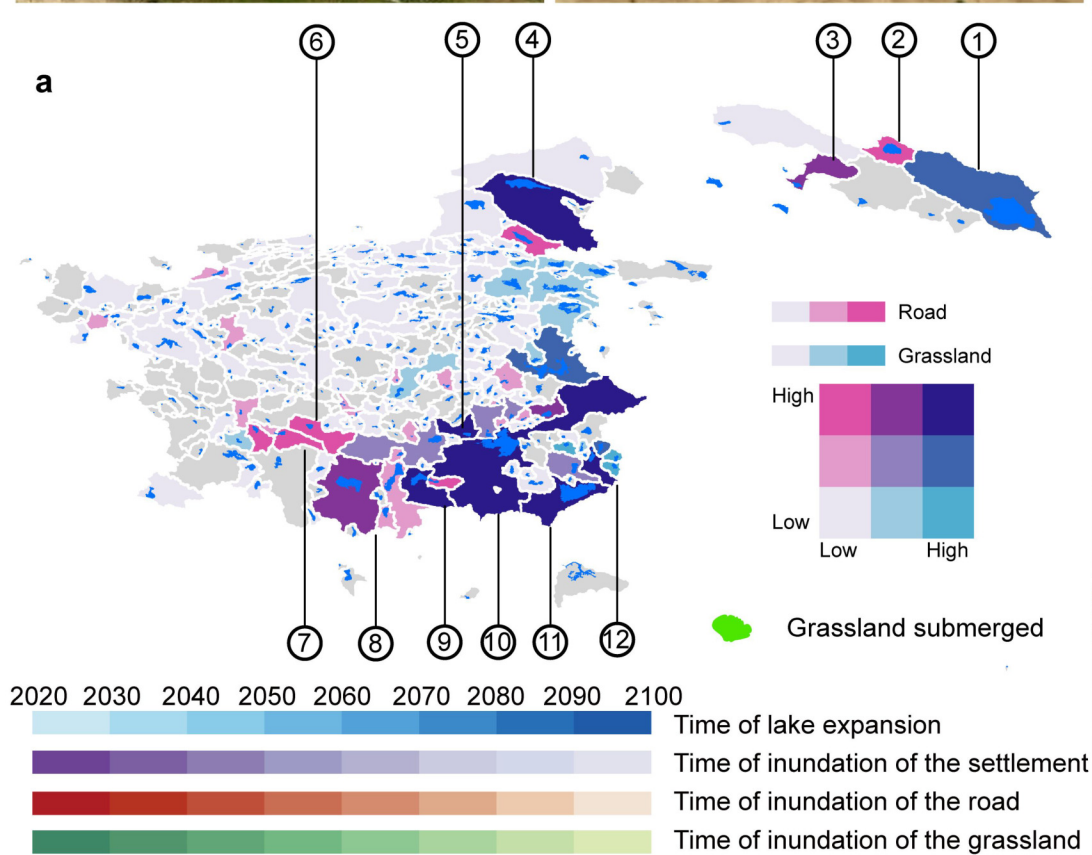 ⑥ ⑤ ④ ③ ② ①
a
Road
Grassland
High
Low
Low High
Grassland submerged
⑦ ⑧ ⑨ ⑩ ⑪ ⑫
2020 2030 2040 2050 2060 2070 2080 2090 2100
Time of lake expansion
Time of inundation of the settlement
Time of inundation of the road
Time of inundation of the grassland